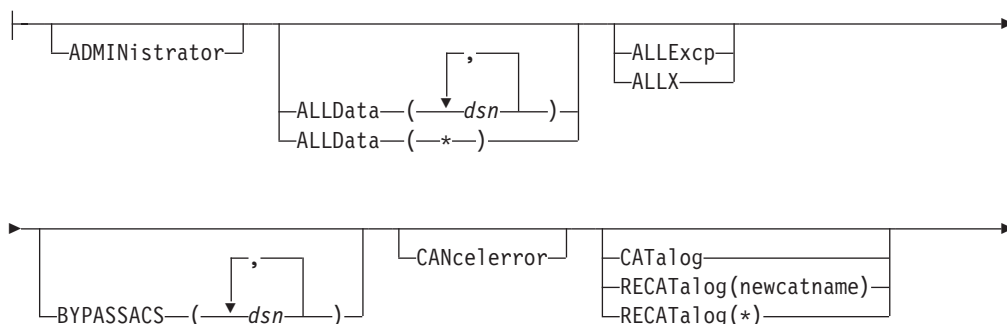 ADMINistrator
ALLData ( dsn , )
ALLData ( * )
ALLExcp
ALLX
BYPASSACS ( dsn , )
CANcelerror
CATalog
RECATalog(newcatname)
RECATalog(*)